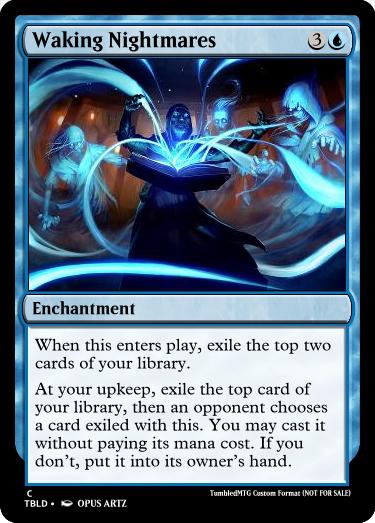 Waking Nightmares 3
Enchantment
When this enters play, exile the top two
cards of your library.
At your upkeep, exile the top card of
your library, then an opponent chooses
a card exiled with this. You may cast it
without paying its mana cost. If you
don't, put it into its owner's hand.
C
TBLD • OPUS ARTZ
TumbledMTG Custom Format (NOT FOR SALE)